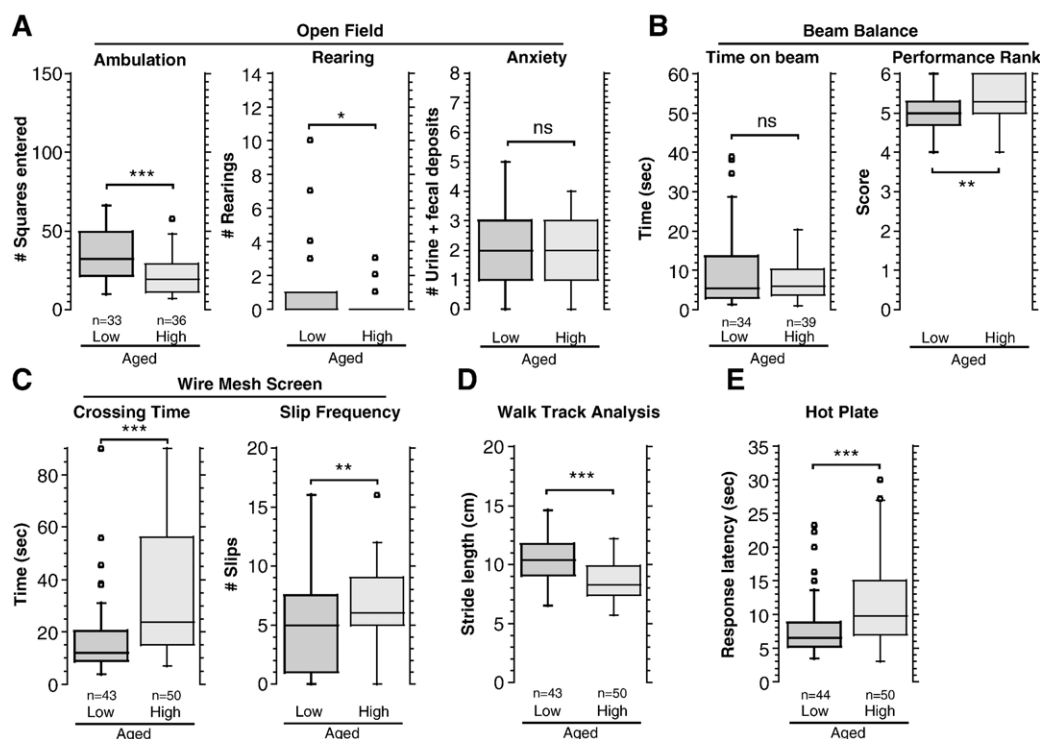 A
Open Field
Ambulation
Rearing
Anxiety
# Squares entered
150
100
50
0
***
n=33
n=36
Low
High
Aged
# Rearings
14
12
10
8
6
4
2
0
*
Low
High
Aged
# Urine + fecal deposits
8
7
6
5
4
3
2
1
0
ns
Low
High
Aged
B
Beam Balance
Time on beam
Performance Rank
Time (sec)
60
50
40
30
20
10
0
ns
n=34
n=39
Low
High
Aged
Score
6
5
4
3
2
1
0
**
Low
High
Aged
C
Wire Mesh Screen
Crossing Time
Slip Frequency
Time (sec)
80
60
40
20
0
***
n=43
n=50
Low
High
Aged
# Slips
20
15
10
5
0
**
Low
High
Aged
D
Walk Track Analysis
Stride length (cm)
20
15
10
5
0
***
n=43
n=50
Low
High
Aged
E
Hot Plate
Response latency (sec)
35
30
25
20
15
10
5
0
***
n=44
n=50
Low
High
Aged